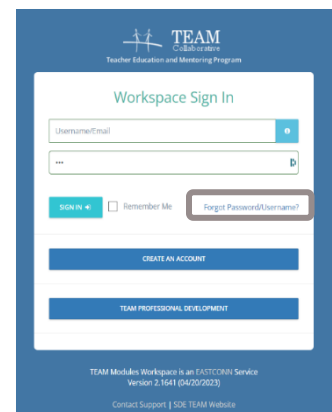 TEAM
Collaborative
Teacher Education and Mentoring Program
Workspace Sign In
Username/Email
SIGN IN
Remember Me
Forgot Password/Username?
CREATE AN ACCOUNT
TEAM PROFESSIONAL DEVELOPMENT
TEAM Modules Workspace is an EASTCONN Service
Version 2.1641 (04/20/2023)
Contact Support | SDE TEAM Website